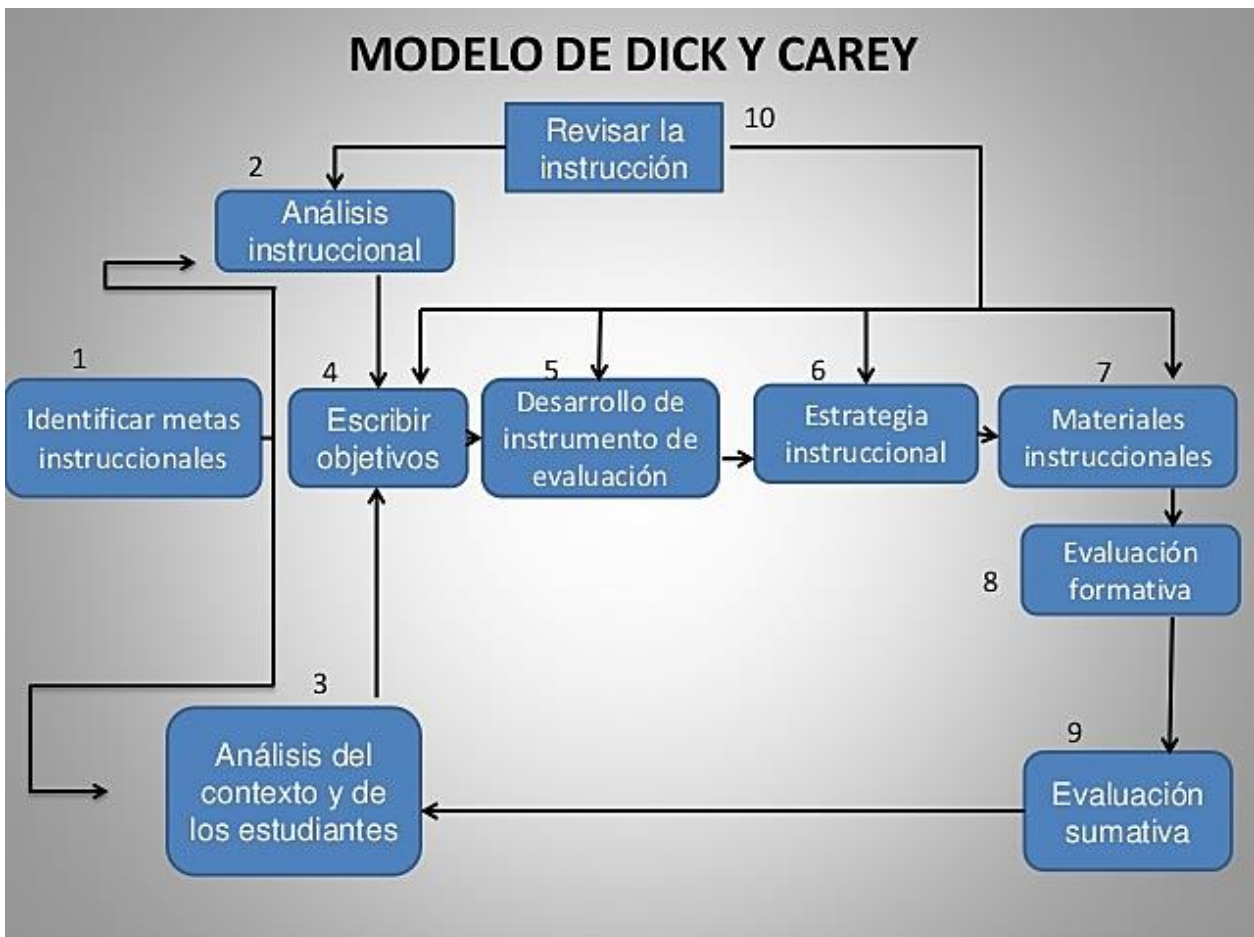 MODELO DE DICK Y CAREY
10
Revisar la
instrucción
2
Análisis
instruccional
1
Identificar metas
instruccionales
4
Escribir
objetivos
5
Desarrollo de
instrumento de
evaluación
6
Estrategia
instruccional
7
Materiales
instruccionales
8
Evaluación
formativa
3
Análisis del
contexto y de
los estudiantes
9
Evaluación
sumativa